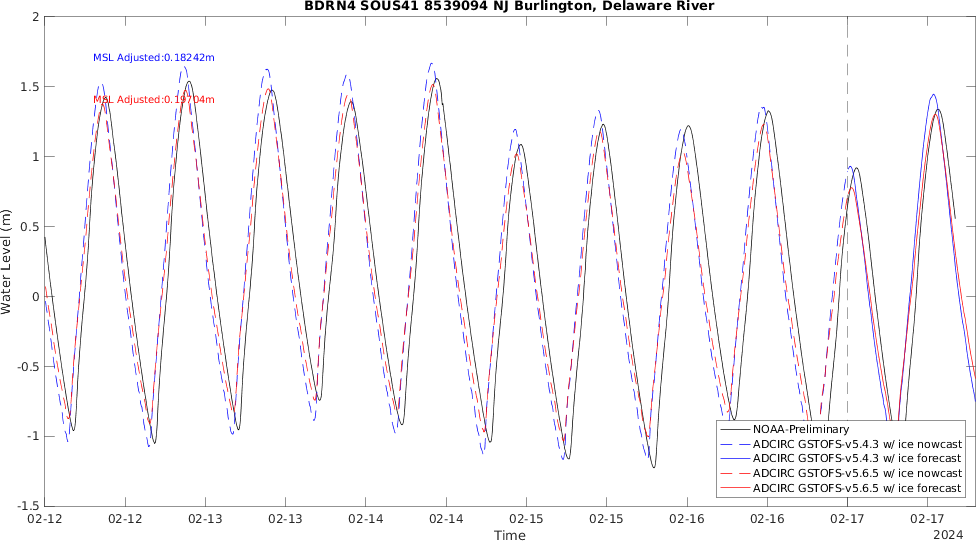 BDRN4 SOUS41 8539094 NJ Burlington, Delaware River
2
MSL Adjusted:0.18242m
1.5
MSL Adjusted:0.19704m
1
0.5
Water Level (m)
0
-0.5
-1
NOAA-Preliminary
ADCIRC GSTOFS-v5.4.3 w/ ice nowcast
ADCIRC GSTOFS-v5.4.3 w/ ice forecast
ADCIRC GSTOFS-v5.6.5 w/ ice nowcast
ADCIRC GSTOFS-v5.6.5 w/ ice forecast
-1.5
02-12 02-12 02-13 02-13 02-14 02-14 02-15 02-15 02-16 02-16 02-17 02-17
Time
2024